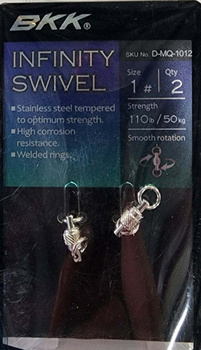 BKK®
SKU No. D-MQ-1012
INFINITY
SWIVEL
Size
1#
Qty
2
Strength
110lb / 50kg
Smooth rotation
▪ Stainless steel tempered
to optimum strength.
▪ High corrosion
resistance.
▪ Welded rings.